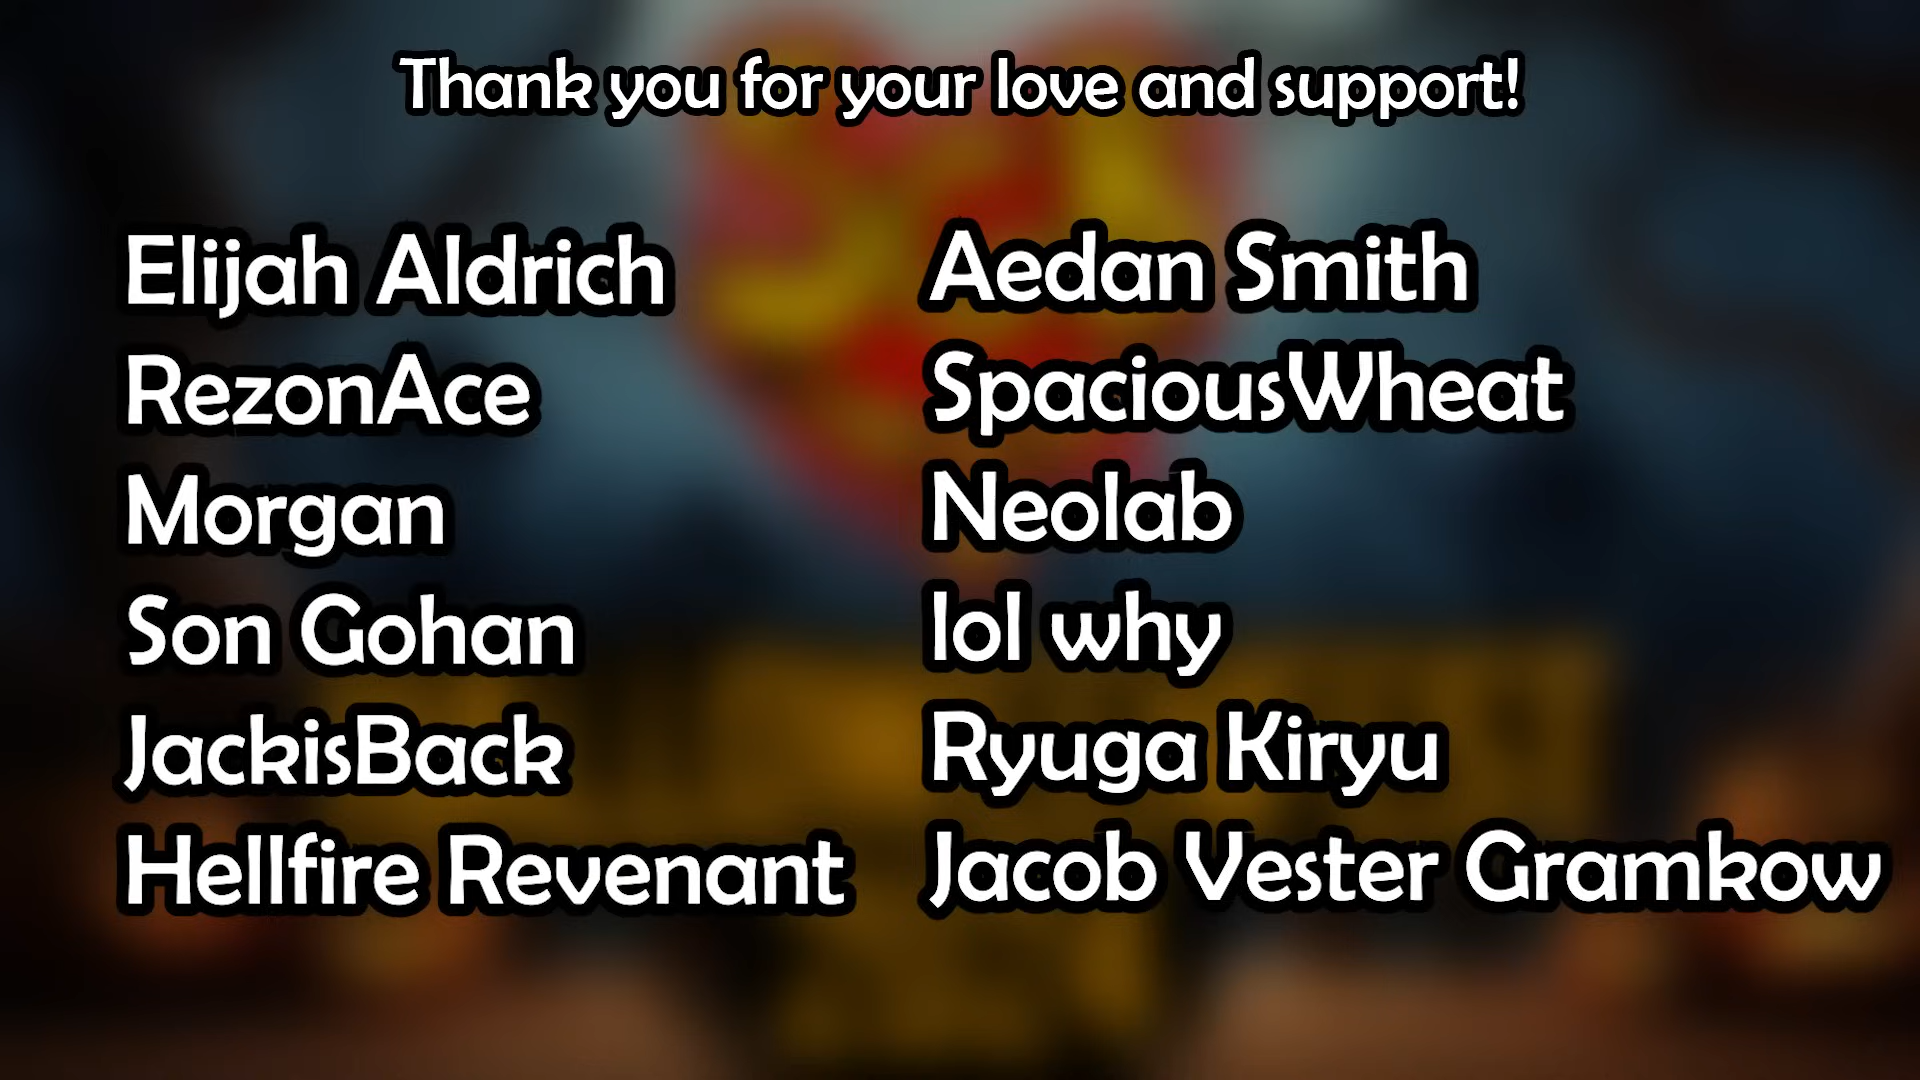 Thank you for your love and support!
Elijah Aldrich
RezonAce
Morgan
Son Gohan
JackisBack
Hellfire Revenant
Aedan Smith
SpaciousWheat
Neolab
lol why
Ryuga Kiryu
Jacob Vester Gramkow